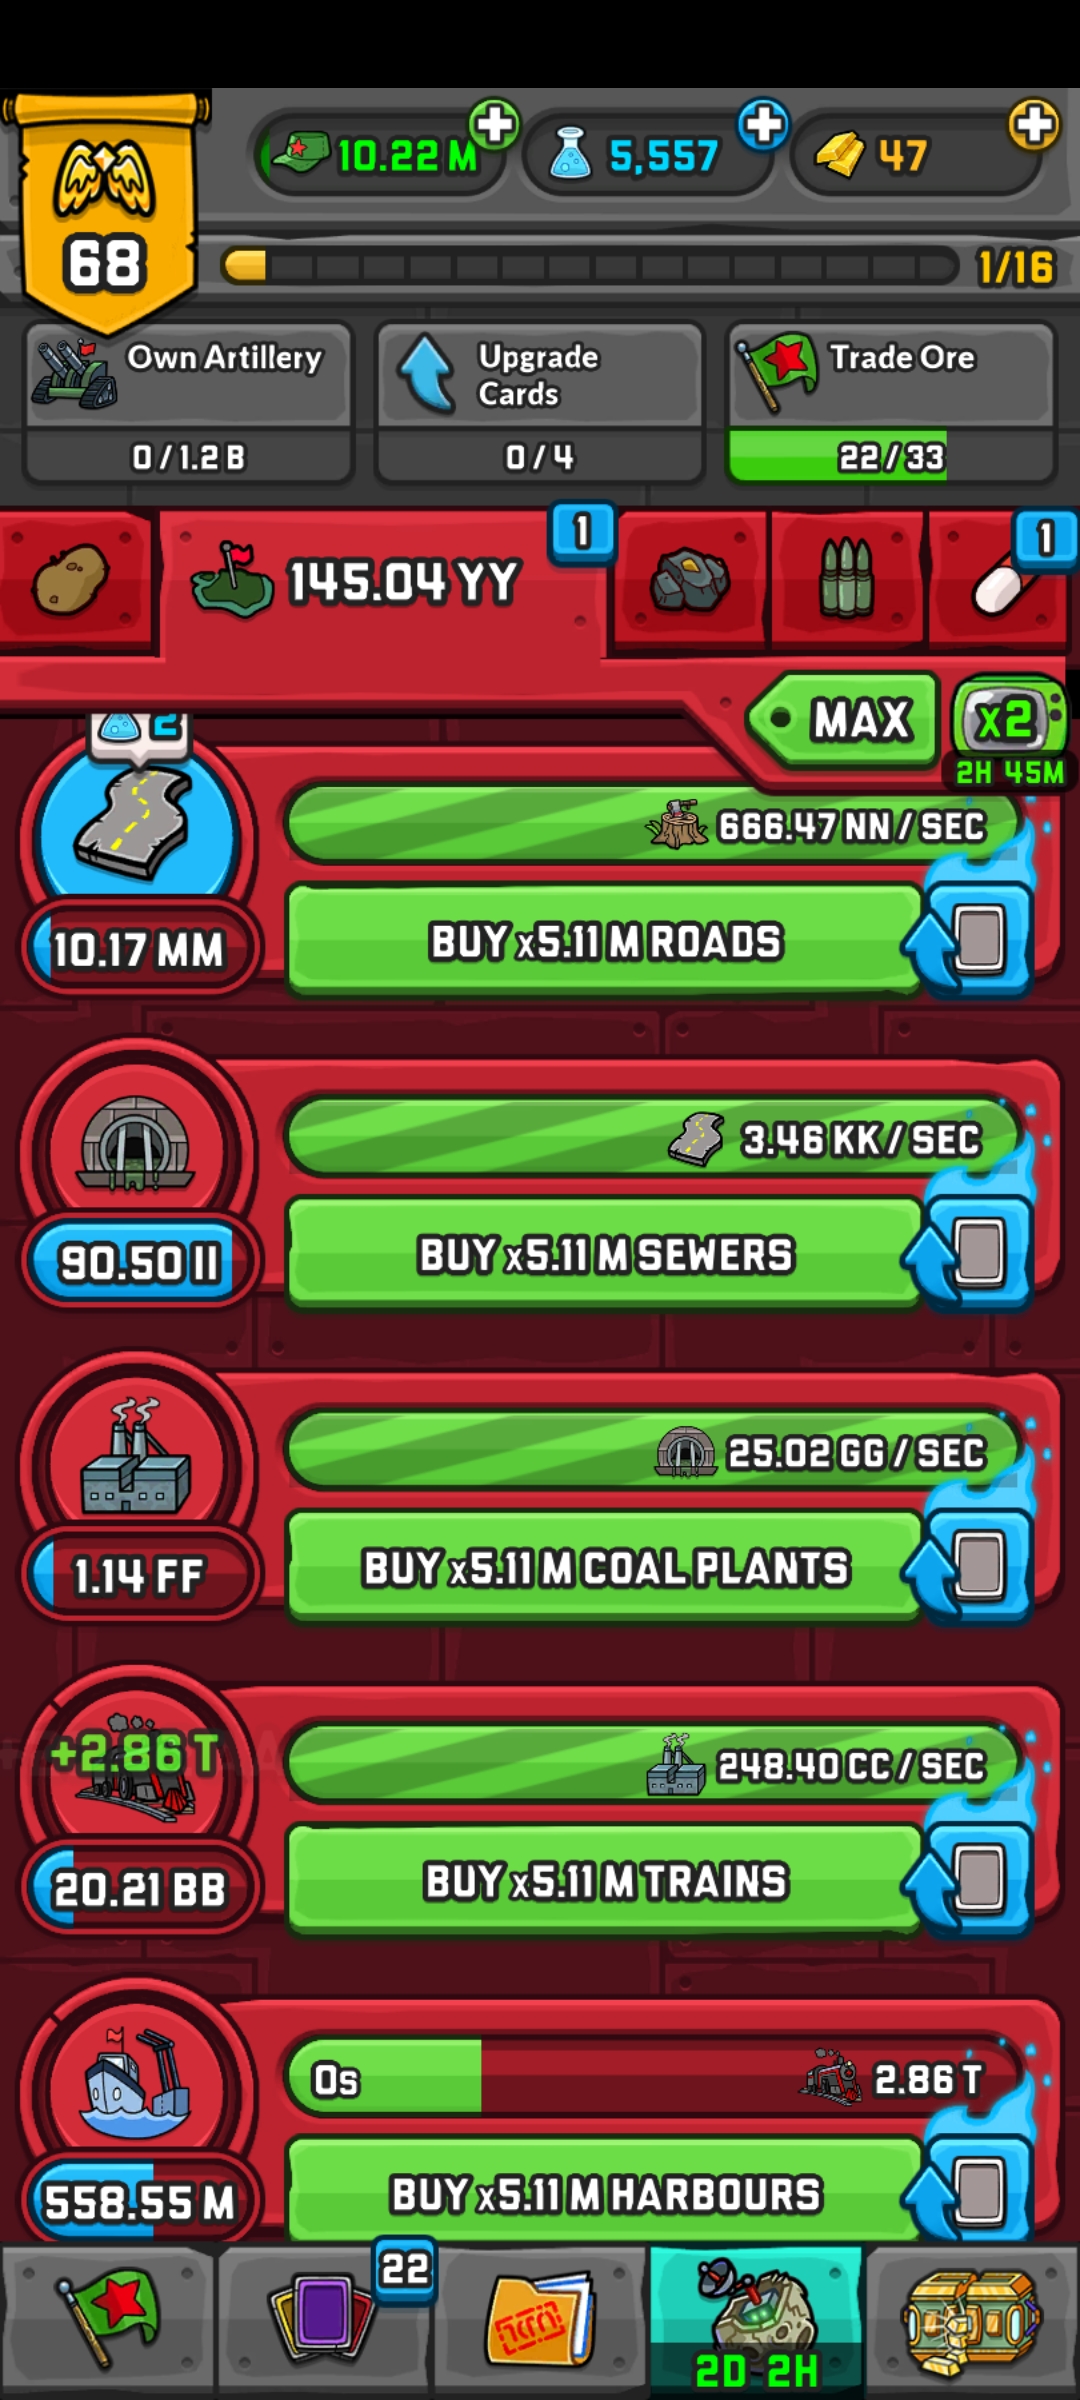 10.22 M
5,557
47
68
1/16
Own Artillery
0 / 1.2 B
Upgrade
Cards
0 / 4
Trade Ore
22 / 33
1
145.04 YY
1
MAX
x2
2H 45M
2
666.47 NN / SEC
10.17 MM
BUY x5.11 M ROADS
3.46 KK / SEC
90.50 II
BUY x5.11 M SEWERS
25.02 GG / SEC
1.14 FF
BUY x5.11 M COAL PLANTS
+2.86 T
248.40 CC / SEC
20.21 BB
BUY x5.11 M TRAINS
0s
2.86 T
558.55 M
BUY x5.11 M HARBOURS
22
2D 2H